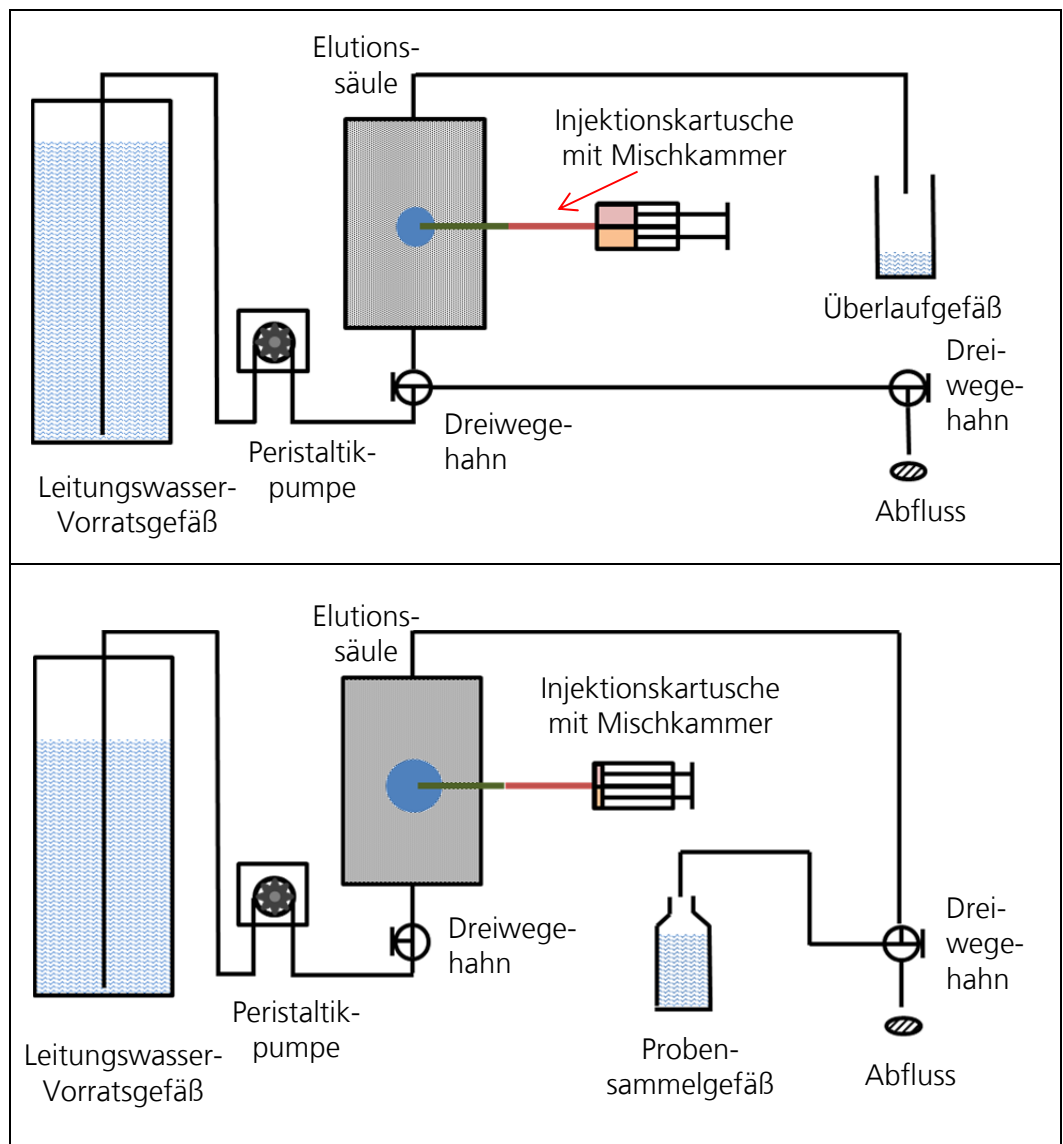 Elutions-
säule
Injektionskartusche
mit Mischkammer
Überlaufgefäß
Drei-
wege-
hahn
Dreiwege-
hahn
Peristaltik-
pumpe
Leitungswasser-
Vorratsgefäß
Abfluss
Elutions-
säule
Injektionskartusche
mit Mischkammer
Drei-
wege-
hahn
Dreiwege-
hahn
Peristaltik-
pumpe
Leitungswasser-
Vorratsgefäß
Proben-
sammelgefäß
Abfluss